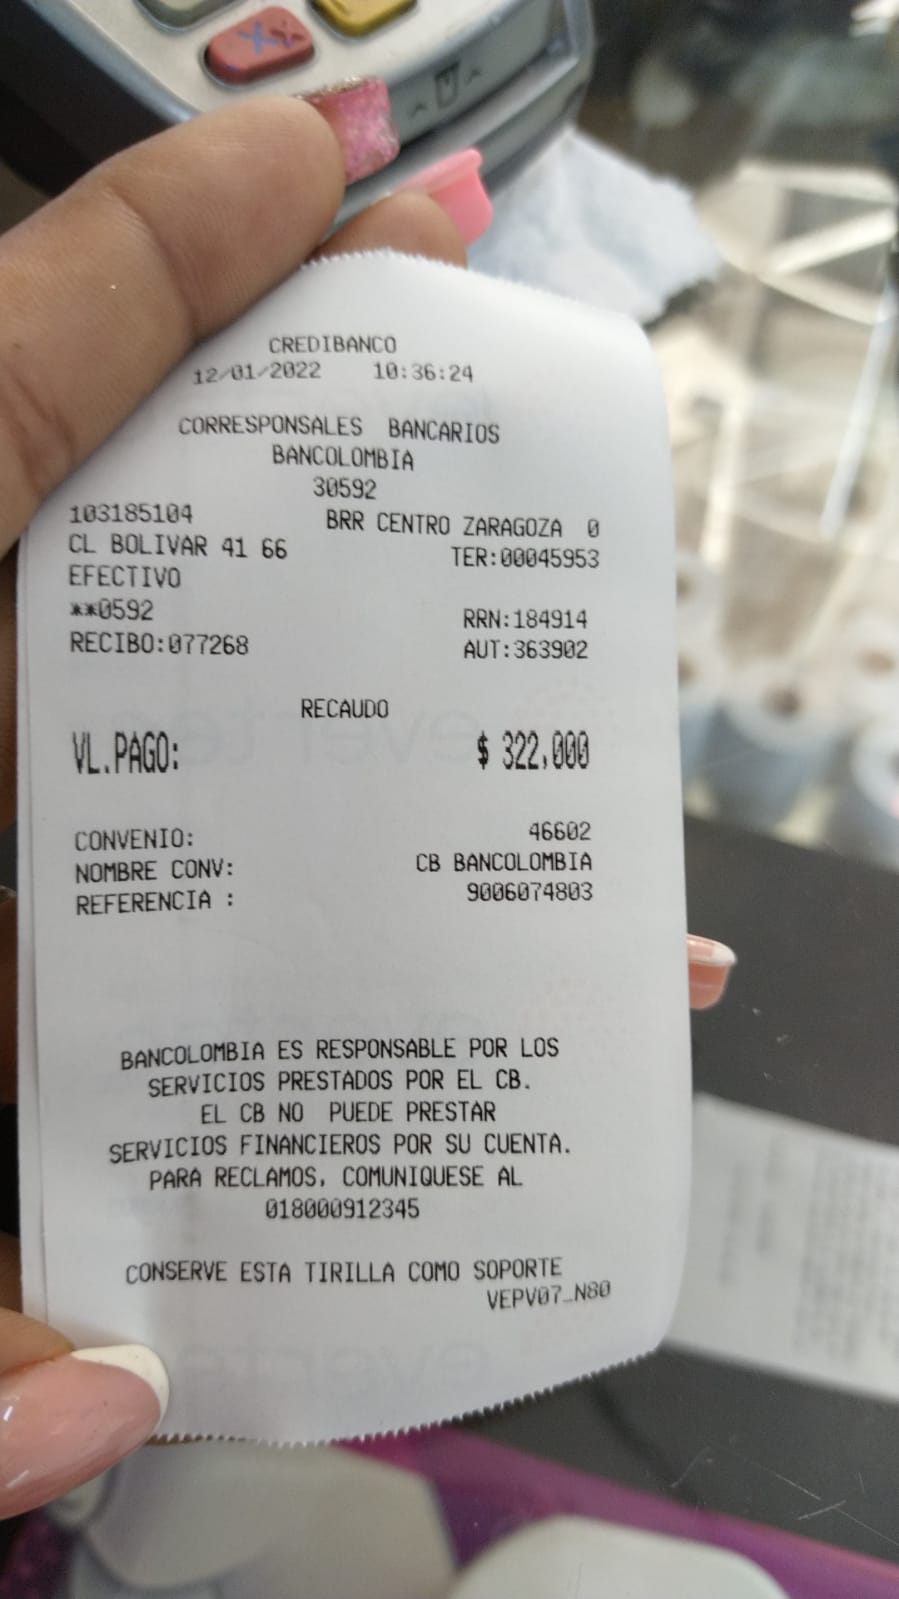 CREDIBANCO
12/01/2022 10:36:24
CORRESPONSALES BANCARIOS
BANCOLOMBIA
30592
103185104 BRR CENTRO ZARAGOZA 0
CL BOLIVAR 41 66 TER:00045953
EFECTIVO
**0592 RRN:184914
RECIBO:077268 AUT:363902
RECAUDO
VL.PAGO: $ 322,000
CONVENIO: 46602
NOMBRE CONV: CB BANCOLOMBIA
REFERENCIA : 9006074803
BANCOLOMBIA ES RESPONSABLE POR LOS
SERVICIOS PRESTADOS POR EL CB.
EL CB NO PUEDE PRESTAR
SERVICIOS FINANCIEROS POR SU CUENTA.
PARA RECLAMOS, COMUNIQUESE AL
018000912345
CONSERVE ESTA TIRILLA COMO SOPORTE
VEPV07_N80